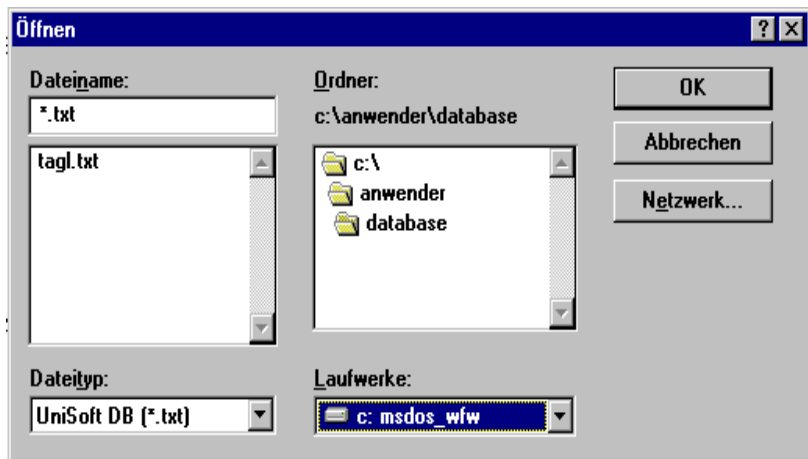 Öffnen
Dateiname:
*.txt
tagl.txt
Ordner:
c:\anwender\database
c:\
anwender
database
OK
Abbrechen
Netzwerk...
Dateityp:
UniSoft DB (*.txt)
Laufwerke:
c: msdos_wfw